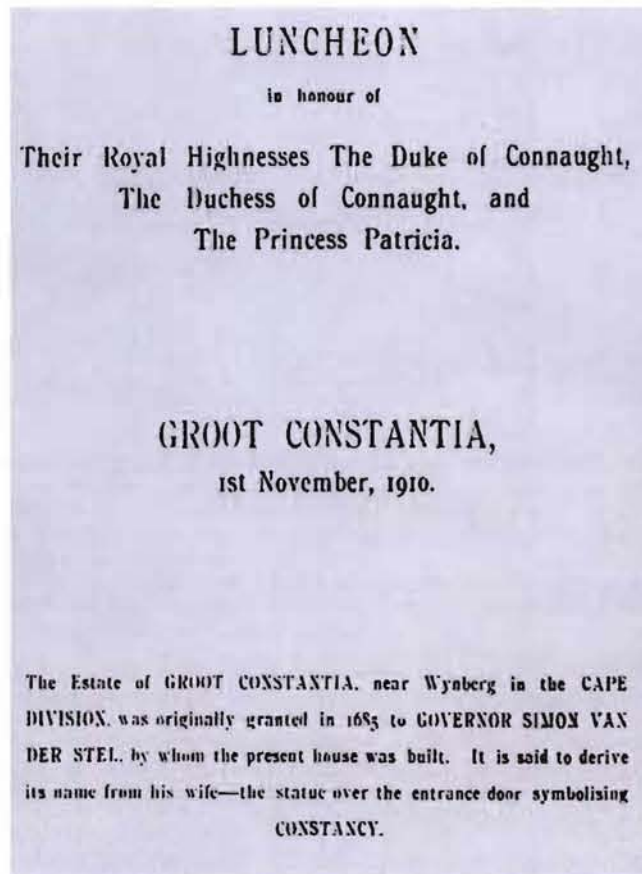 LUNCHEON
in honour of
Their Royal Highnesses The Duke of Connaught,
The Duchess of Connaught, and
The Princess Patricia.
GROOT CONSTANTIA,
1st November, 1910.
The Estate of GROOT CONSTANTIA, near Wynberg in the CAPE
DIVISION, was originally granted in 1685 to GOVERNOR SIMON VAN
DER STEL, by whom the present house was built. It is said to derive
its name from his wife—the statue over the entrance door symbolising
CONSTANCY.